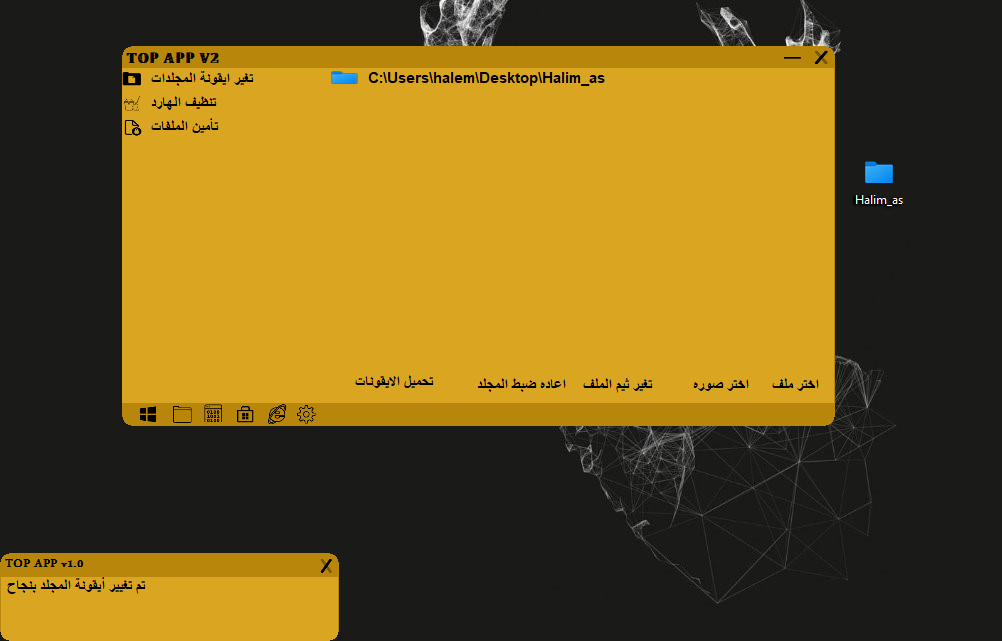 TOP APP V2
تغير ايقونة المجلدات
C:\Users\halem\Desktop\Halim_as
تنظيف الهارد
تأمين الملفات
Halim_as
اختر ملف
اختر صوره
تغير ثيم الملف
اعاده ضبط المجلد
تحميل الايقونات
TOP APP v1.0
تم تغيير أيقونة المجلد بنجاح